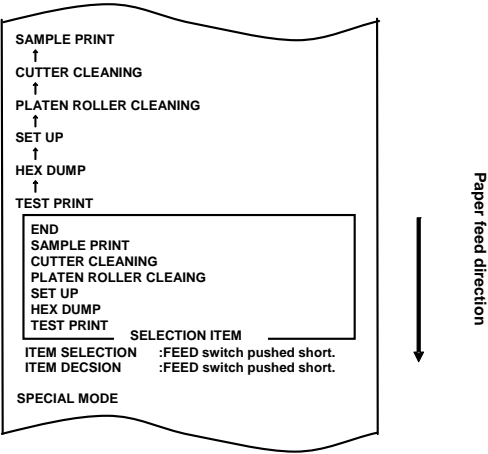 SAMPLE PRINT
↑
CUTTER CLEANING
↑
PLATEN ROLLER CLEANING
↑
SET UP
↑
HEX DUMP
↑
TEST PRINT
END
SAMPLE PRINT
CUTTER CLEANING
PLATEN ROLLER CLEAING
SET UP
HEX DUMP
TEST PRINT
SELECTION ITEM
ITEM SELECTION :FEED switch pushed short.
ITEM DECSION :FEED switch pushed short.
SPECIAL MODE
Paper feed direction